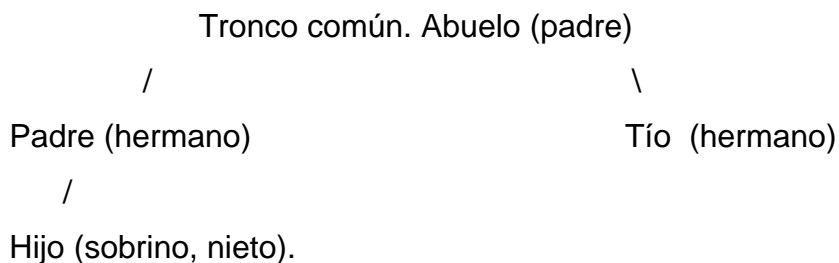 Tronco común. Abuelo (padre)
/ \
Padre (hermano) Tío (hermano)
/
Hijo (sobrino, nieto).